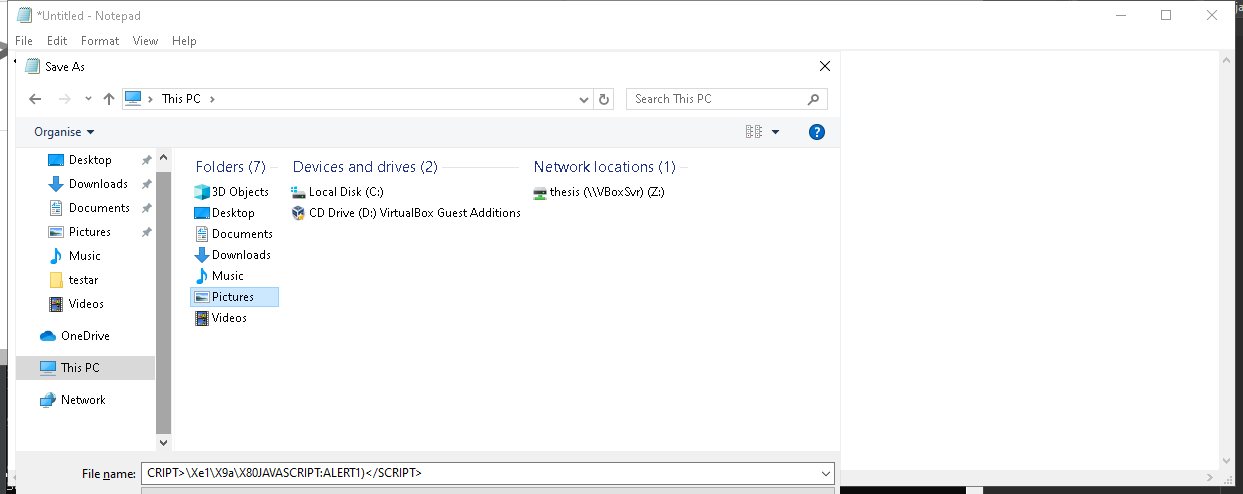 *Untitled - Notepad
File Edit Format View Help
Save As
This PC
Search This PC
Organise
Desktop
Downloads
Documents
Pictures
Music
testar
Videos
OneDrive
This PC
Network
Folders (7)
3D Objects
Desktop
Documents
Downloads
Music
Pictures
Videos
Devices and drives (2)
Local Disk (C:)
CD Drive (D:) VirtualBox Guest Additions
Network locations (1)
thesis (\\VBoxSvr) (Z:)
File name: CRIPT>\Xe1\X9a\X80JAVASCRIPT:ALERT1)</SCRIPT>